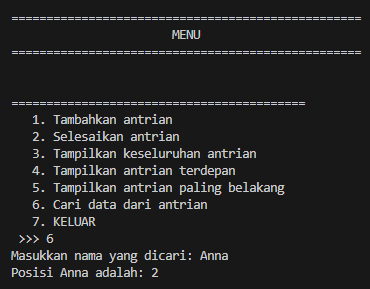 ==================================================
MENU
==================================================
==========================================
1. Tambahkan antrian
2. Selesaikan antrian
3. Tampilkan keseluruhan antrian
4. Tampilkan antrian terdepan
5. Tampilkan antrian paling belakang
6. Cari data dari antrian
7. KELUAR
>>> 6
Masukkan nama yang dicari: Anna
Posisi Anna adalah: 2